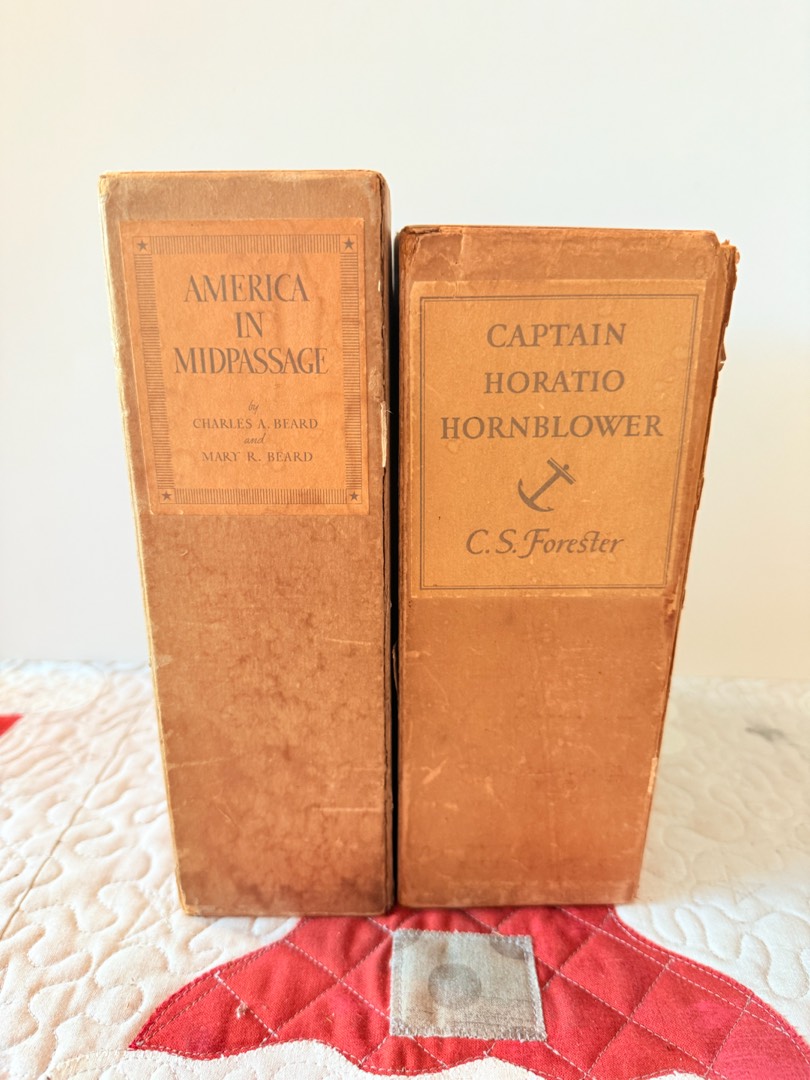 AMERICA
IN
MIDPASSAGE
by
CHARLES A. BEARD
and
MARY R. BEARD
CAPTAIN
HORATIO
HORNBLOWER
C. S. Forester